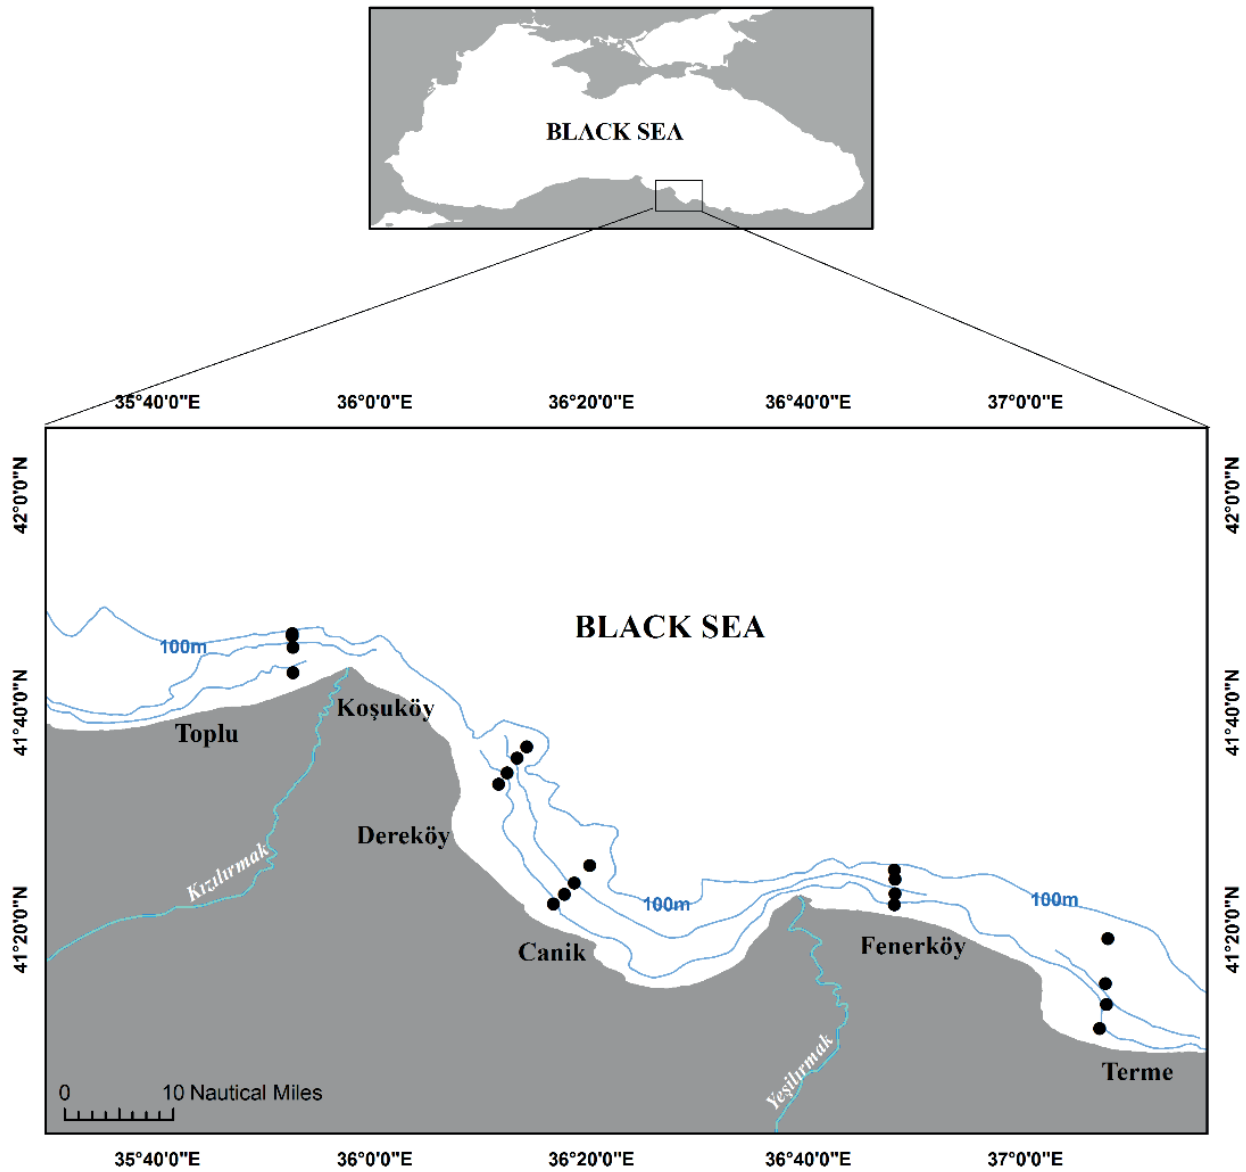 BLACK SEA
35°40'0"E 36°0'0"E 36°20'0"E 36°40'0"E 37°0'0"E
42°0'0"N
42°0'0"N
BLACK SEA
100m
41°40'0"N
Koşuköy
41°40'0"N
Toplu
Dereköy
Kızılırmak
100m
100m
41°20'0"N
Canik
Fenerköy
41°20'0"N
Yeşilırmak
Terme
0 10 Nautical Miles
35°40'0"E 36°0'0"E 36°20'0"E 36°40'0"E 37°0'0"E